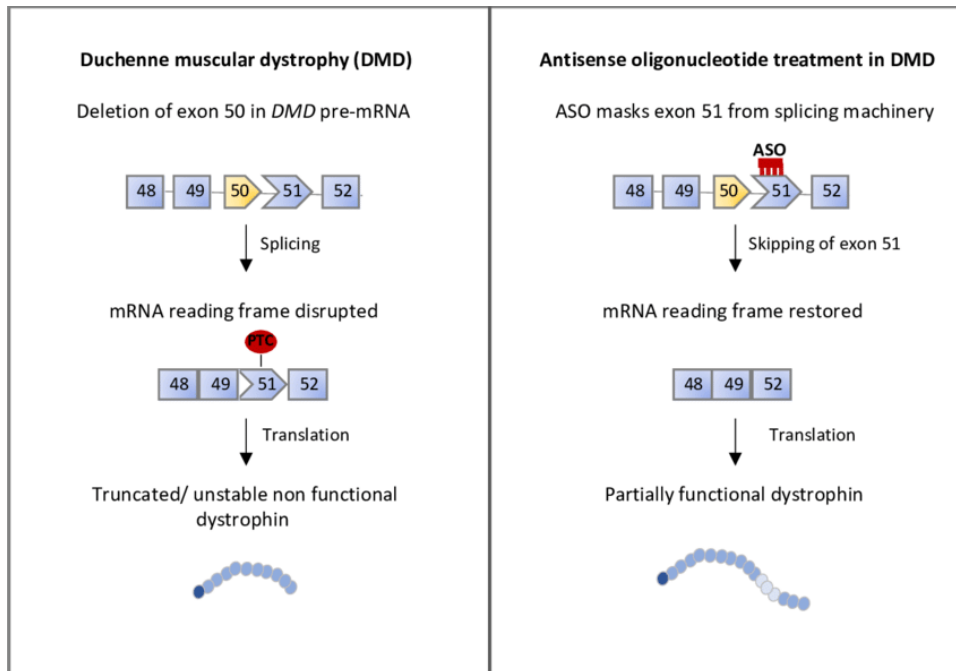 Duchenne muscular dystrophy (DMD)
Deletion of exon 50 in DMD pre-mRNA
48 49 50 51 52
Splicing
mRNA reading frame disrupted
PTC
48 49 51 52
Translation
Truncated/ unstable non functional
dystrophin
Antisense oligonucleotide treatment in DMD
ASO masks exon 51 from splicing machinery
ASO
48 49 50 51 52
Skipping of exon 51
mRNA reading frame restored
48 49 52
Translation
Partially functional dystrophin